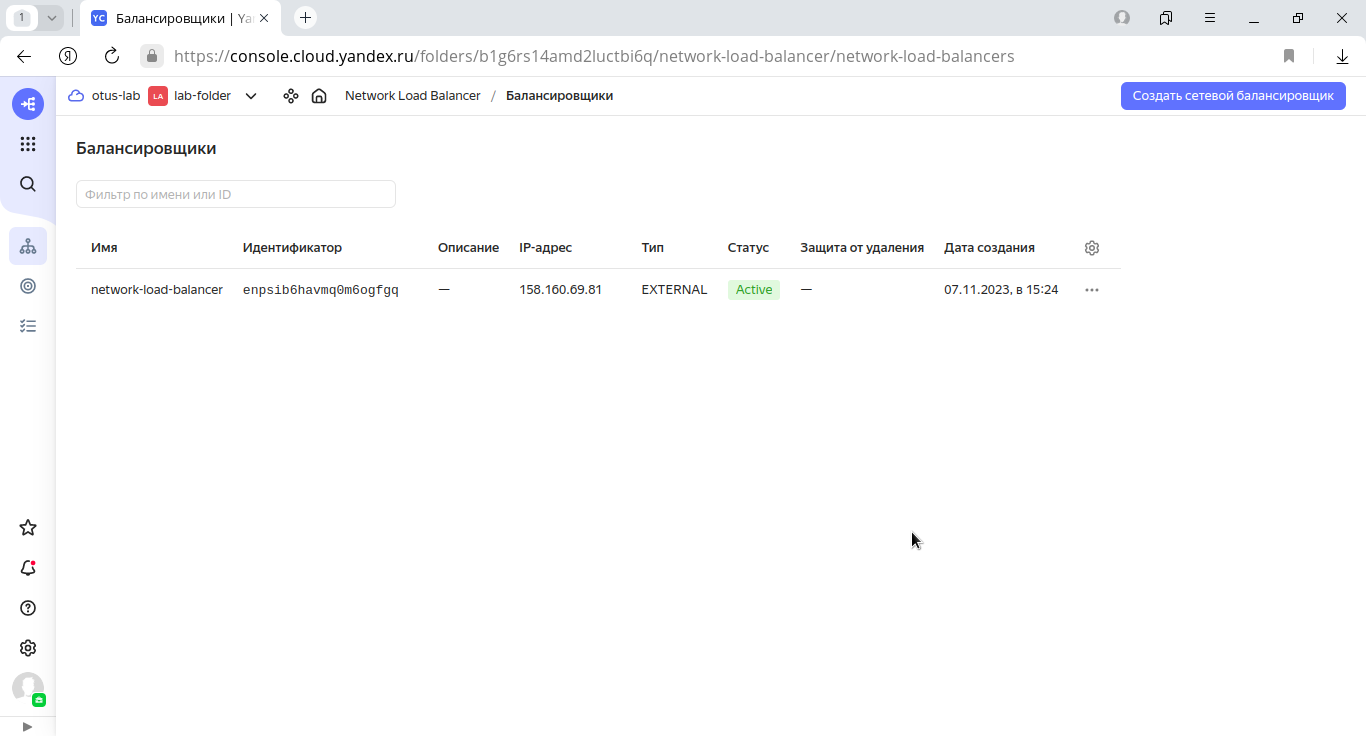 1
YC Балансировщики | Ya
Я https://console.cloud.yandex.ru/folders/b1g6rs14amd2luctbi6q/network-load-balancer/network-load-balancers
otus-lab LA lab-folder Network Load Balancer / Балансировщики Создать сетевой балансировщик
Балансировщики
Фильтр по имени или ID
Имя Идентификатор Описание IP-адрес Тип Статус Защита от удаления Дата создания
network-load-balancer enpsib6havmq0m6ogfgq — 158.160.69.81 EXTERNAL Active — 07.11.2023, в 15:24